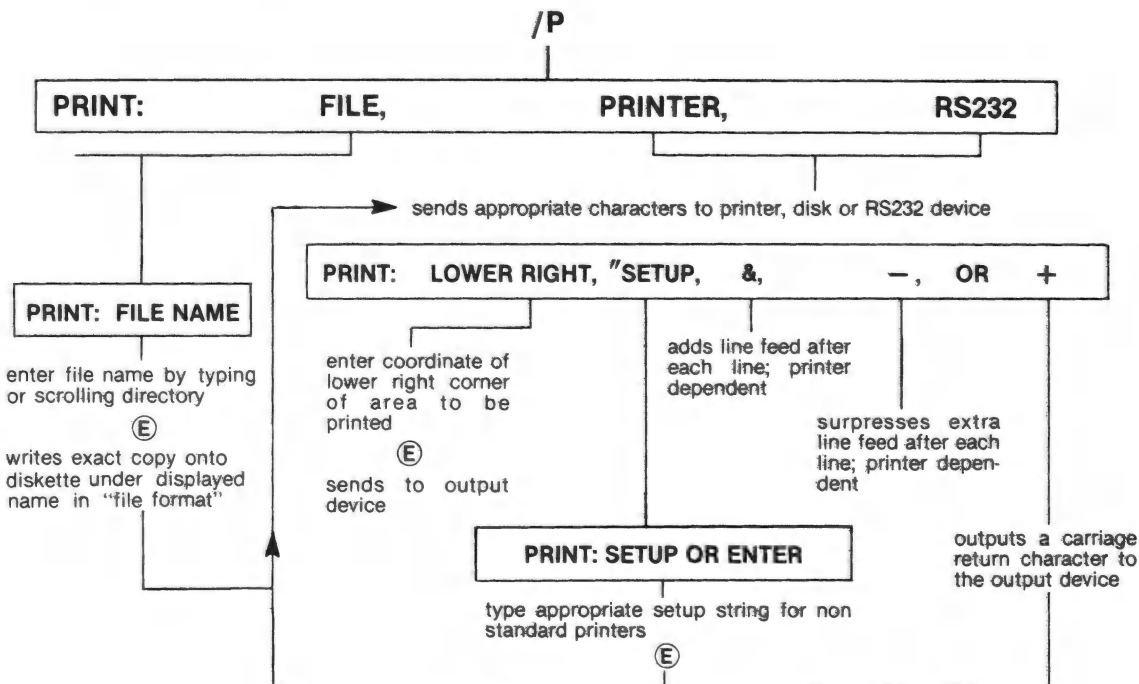 /P
PRINT: FILE, PRINTER, RS232
sends appropriate characters to printer, disk or RS232 device
PRINT: LOWER RIGHT, "SETUP, &, –, OR +
PRINT: FILE NAME
enter file name by typing
or scrolling directory
E
writes exact copy onto
diskette under displayed
name in "file format"
enter coordinate of
lower right corner
of area to be
printed
E
sends to output
device
adds line feed after
each line; printer
dependent
surpresses extra
line feed after each
line; printer depen-
dent
outputs a carriage
return character to
the output device
PRINT: SETUP OR ENTER
type appropriate setup string for non
standard printers
E